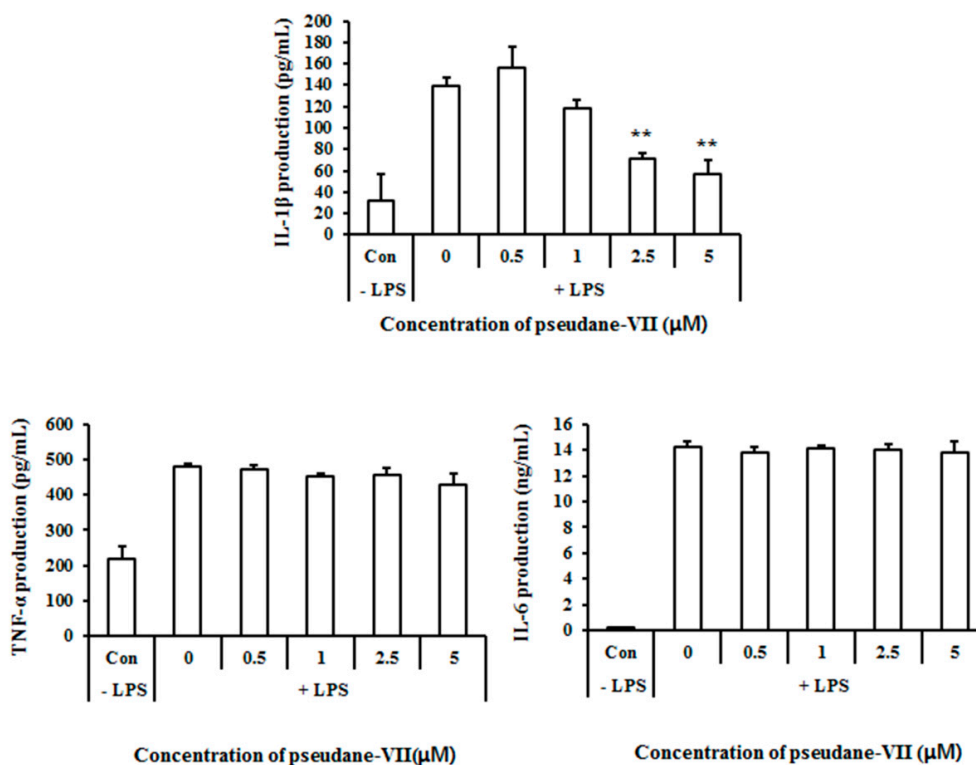 IL-1β production (pg/mL)
200
180
160
140
120
100
80
60
40
20
0
** **
Con 0 0.5 1 2.5 5
- LPS + LPS
Concentration of pseudane-VII (μM)
TNF-α production (pg/mL)
600
500
400
300
200
100
0
Con 0 0.5 1 2.5 5
- LPS + LPS
Concentration of pseudane-VII(μM)
IL-6 production (ng/mL)
16
14
12
10
8
6
4
2
0
Con 0 0.5 1 2.5 5
- LPS + LPS
Concentration of pseudane-VII (μM)